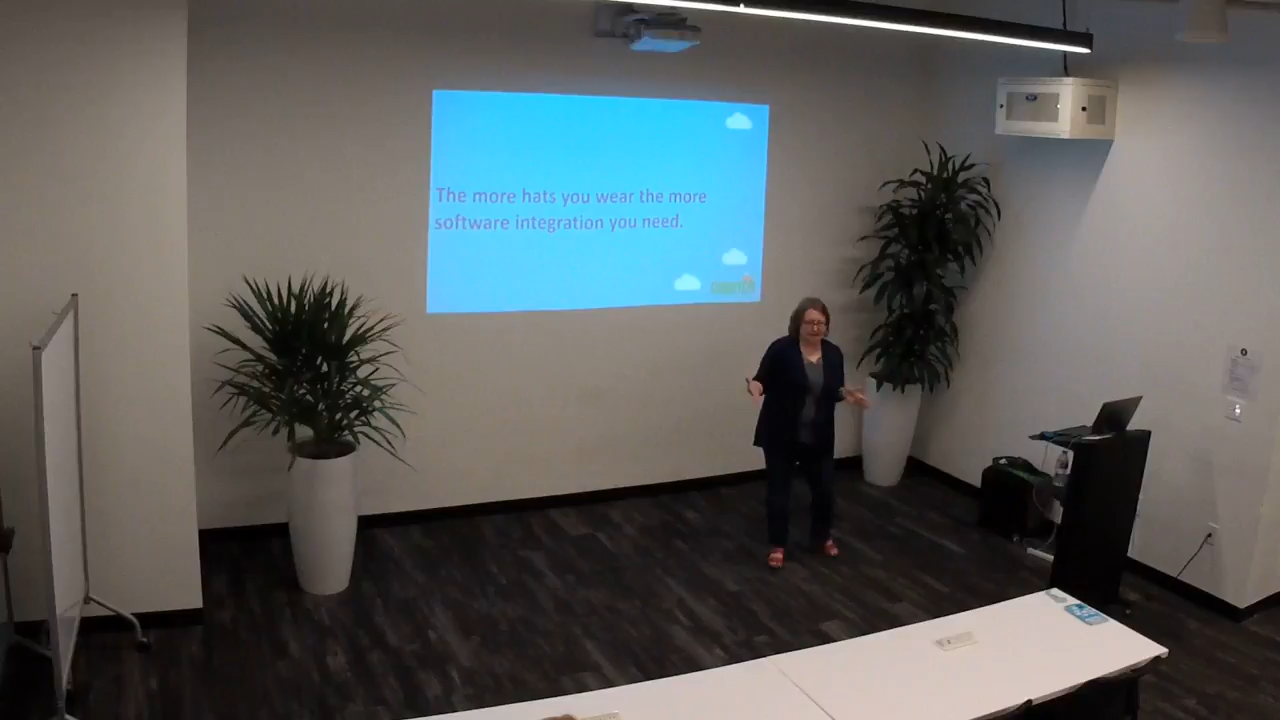 The more hats you wear the more
software integration you need.